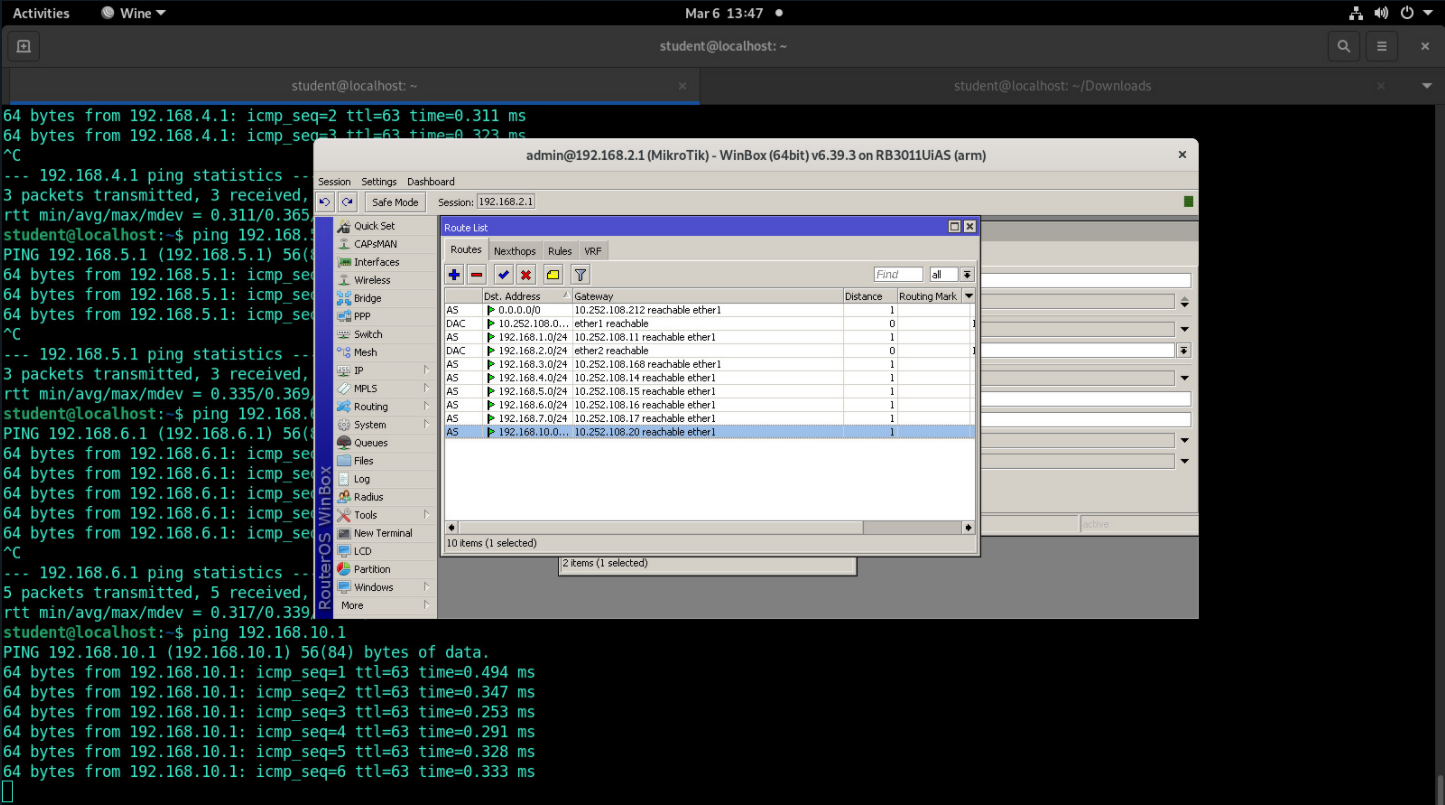 Activities Wine Mar 6 13:47
student@localhost: ~
student@localhost: ~ student@localhost: ~/Downloads
64 bytes from 192.168.4.1: icmp_seq=2 ttl=63 time=0.311 ms
64 bytes from 192.168.4.1: icmp_seq=3 ttl=63 time=0.323 ms
^C
--- 192.168.4.1 ping statistics --
3 packets transmitted, 3 received,
rtt min/avg/max/mdev = 0.311/0.365
student@localhost:~$ ping 192.168.
PING 192.168.5.1 (192.168.5.1) 56(
64 bytes from 192.168.5.1: icmp_se
64 bytes from 192.168.5.1: icmp_se
64 bytes from 192.168.5.1: icmp_se
^C
--- 192.168.5.1 ping statistics --
3 packets transmitted, 3 received,
rtt min/avg/max/mdev = 0.335/0.369
student@localhost:~$ ping 192.168.
PING 192.168.6.1 (192.168.6.1) 56(
64 bytes from 192.168.6.1: icmp_se
64 bytes from 192.168.6.1: icmp_se
64 bytes from 192.168.6.1: icmp_se
64 bytes from 192.168.6.1: icmp_se
64 bytes from 192.168.6.1: icmp_se
^C
--- 192.168.6.1 ping statistics --
5 packets transmitted, 5 received,
rtt min/avg/max/mdev = 0.317/0.339
student@localhost:~$ ping 192.168.10.1
PING 192.168.10.1 (192.168.10.1) 56(84) bytes of data.
64 bytes from 192.168.10.1: icmp_seq=1 ttl=63 time=0.494 ms
64 bytes from 192.168.10.1: icmp_seq=2 ttl=63 time=0.347 ms
64 bytes from 192.168.10.1: icmp_seq=3 ttl=63 time=0.253 ms
64 bytes from 192.168.10.1: icmp_seq=4 ttl=63 time=0.291 ms
64 bytes from 192.168.10.1: icmp_seq=5 ttl=63 time=0.328 ms
64 bytes from 192.168.10.1: icmp_seq=6 ttl=63 time=0.333 ms
admin@192.168.2.1 (MikroTik) - WinBox (64bit) v6.39.3 on RB3011UiAS (arm)
Session Settings Dashboard
Safe Mode Session: 192.168.2.1
RouterOS WinBox
Quick Set
CAPsMAN
Interfaces
Wireless
Bridge
PPP
Switch
Mesh
IP
MPLS
Routing
System
Queues
Files
Log
Radius
Tools
New Terminal
LCD
Partition
Windows
More
Route List
Routes Nexthops Rules VRF
Find all
Dst. Address Gateway Distance Routing Mark
AS 0.0.0.0/0 10.252.108.212 reachable ether1 1
DAC 10.252.108.0... ether1 reachable 0
AS 192.168.1.0/24 10.252.108.11 reachable ether1 1
DAC 192.168.2.0/24 ether2 reachable 0
AS 192.168.3.0/24 10.252.108.168 reachable ether1 1
AS 192.168.4.0/24 10.252.108.14 reachable ether1 1
AS 192.168.5.0/24 10.252.108.15 reachable ether1 1
AS 192.168.6.0/24 10.252.108.16 reachable ether1 1
AS 192.168.7.0/24 10.252.108.17 reachable ether1 1
AS 192.168.10.0... 10.252.108.20 reachable ether1 1
10 items (1 selected)
2 items (1 selected)
active